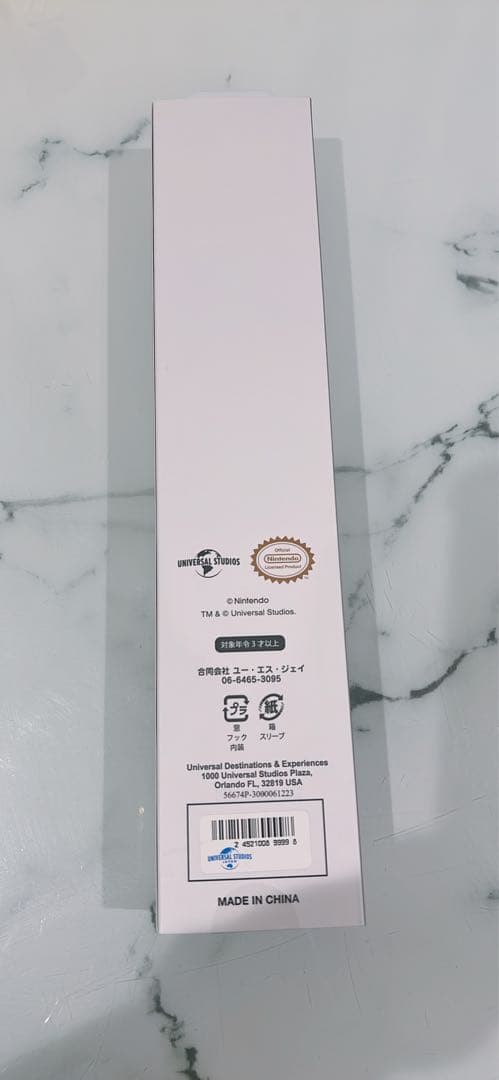 UNIVERSAL STUDIOS
Official
Nintendo
Licensed Product
© Nintendo
TM & © Universal Studios.
対象年令3才以上
合同会社 ユー・エス・ジェイ
06-6465-3095
プラ 紙
窓 箱
フック スリーブ
内装
Universal Destinations & Experiences
1000 Universal Studios Plaza,
Orlando FL, 32819 USA
56674P-3000061223
2 4521008 9999 8
UNIVERSAL STUDIOS
JAPAN
MADE IN CHINA